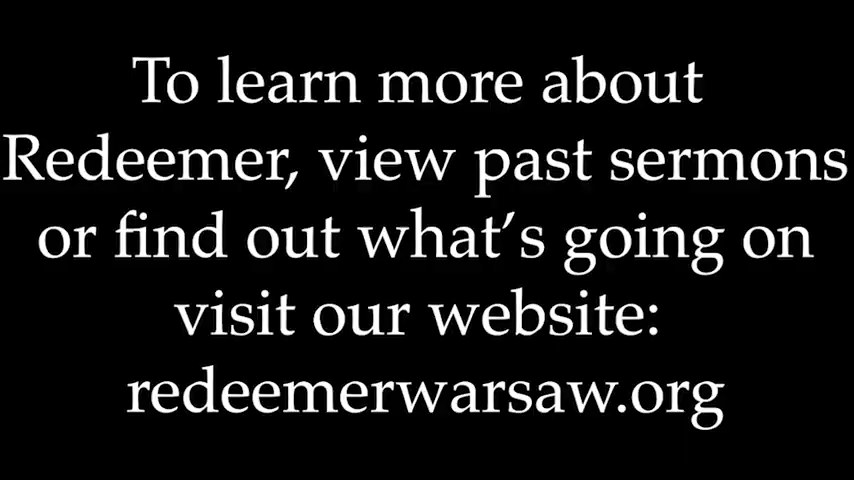 To learn more about
Redeemer, view past sermons
or find out what’s going on
visit our website:
redeemerwarsaw.org